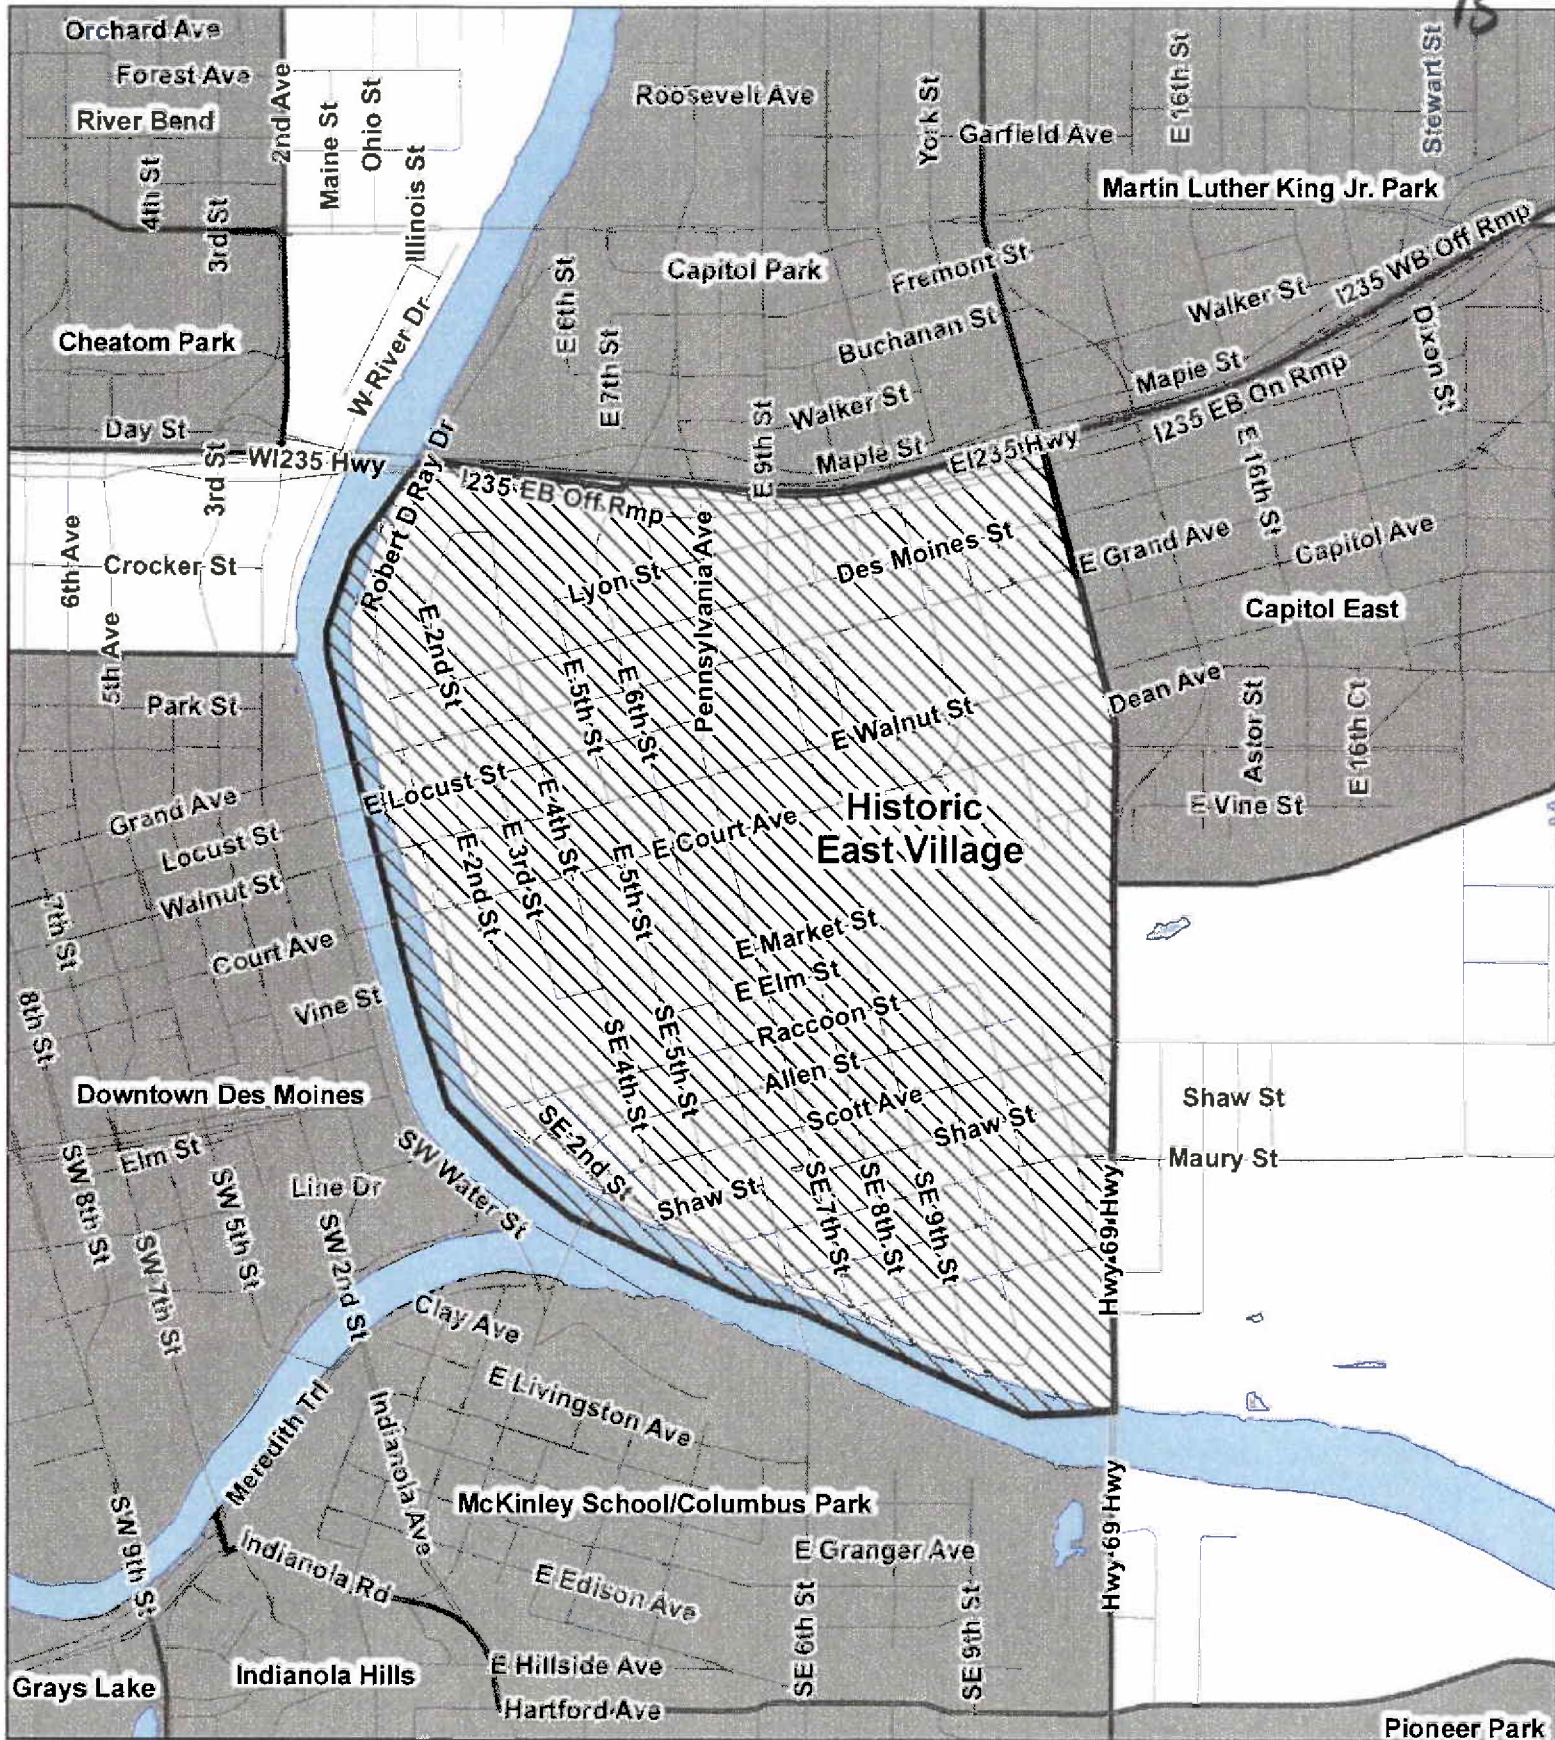 15
Orchard Ave
Forest Ave
River Bend
2nd Ave
Maine St
Ohio St
Illinois St
4th St
3rd St
Roosevelt Ave
York St
Garfield Ave
E 16th St
Stewart St
Martin Luther King Jr. Park
Capitol Park
Fremont St
Buchanan St
Walker St
I235 WB Off Rmp
Cheatom Park
W River Dr
E 6th St
E 7th St
E 9th St
Walker St
Maple St
Maple St
I235 EB On Rmp
Dixon St
E 16th St
Day St
3rd St
WI235 Hwy
Robert D Ray Dr
I235 EB Off Rmp
EI235 Hwy
6th Ave
Crocker St
5th Ave
Lyon St
Pennsylvania Ave
Des Moines St
E Grand Ave
Capitol Ave
Capitol East
E 2nd St
E 5th St
E 6th St
Park St
E Walnut St
Dean Ave
Astor St
E 16th Ct
E Vine St
Grand Ave
Locust St
Walnut St
Court Ave
Vine St
7th St
8th St
E Locust St
E 4th St
E 3rd St
E 2nd St
E 5th St
E Court Ave
Historic
East Village
E Market St
E Elm St
Raccoon St
Allen St
Scott Ave
Shaw St
SE 4th St
SE 5th St
SE 2nd St
Shaw St
SE 7th St
SE 8th St
SE 9th St
Shaw St
Maury St
Hwy 69 Hwy
Downtown Des Moines
Elm St
SW 8th St
SW 7th St
SW 5th St
Line Dr
SW 2nd St
SW Water St
Clay Ave
E Livingston Ave
Meredith Trl
Indianola Ave
McKinley School/Columbus Park
SW 9th St
Indianola Rd
E Edison Ave
E Granger Ave
SE 6th St
SE 9th St
Hwy 69 Hwy
Grays Lake
Indianola Hills
E Hillside Ave
Hartford Ave
Pioneer Park